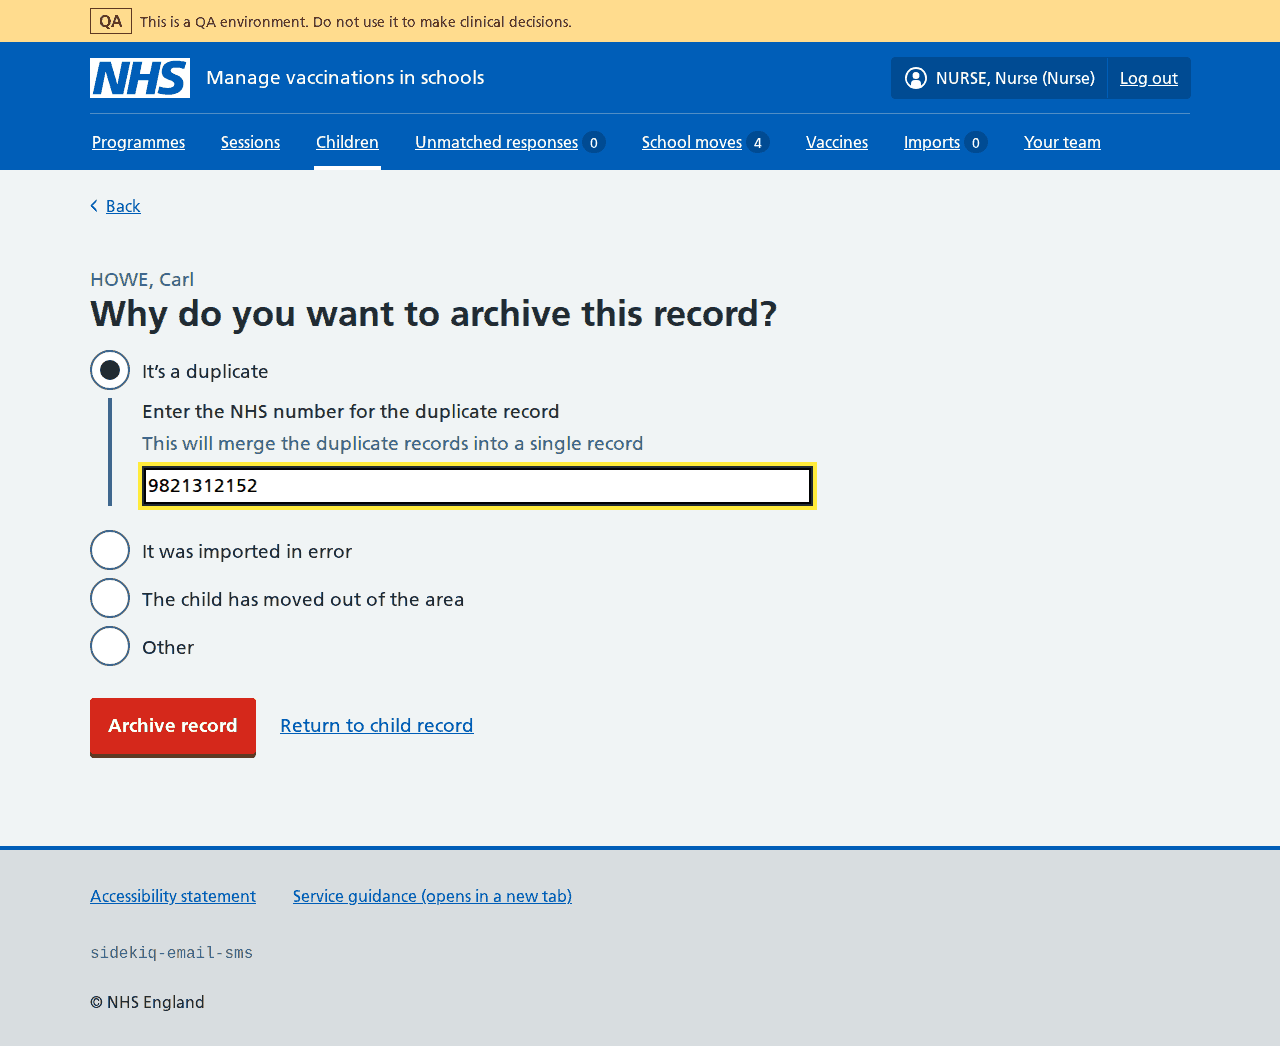 QA This is a QA environment. Do not use it to make clinical decisions.
NHS Manage vaccinations in schools NURSE, Nurse (Nurse) Log out
Programmes Sessions Children Unmatched responses 0 School moves 4 Vaccines Imports 0 Your team
Back
HOWE, Carl
Why do you want to archive this record?
It’s a duplicate
Enter the NHS number for the duplicate record
This will merge the duplicate records into a single record
9821312152
It was imported in error
The child has moved out of the area
Other
Archive record Return to child record
Accessibility statement Service guidance (opens in a new tab)
sidekiq-email-sms
© NHS England